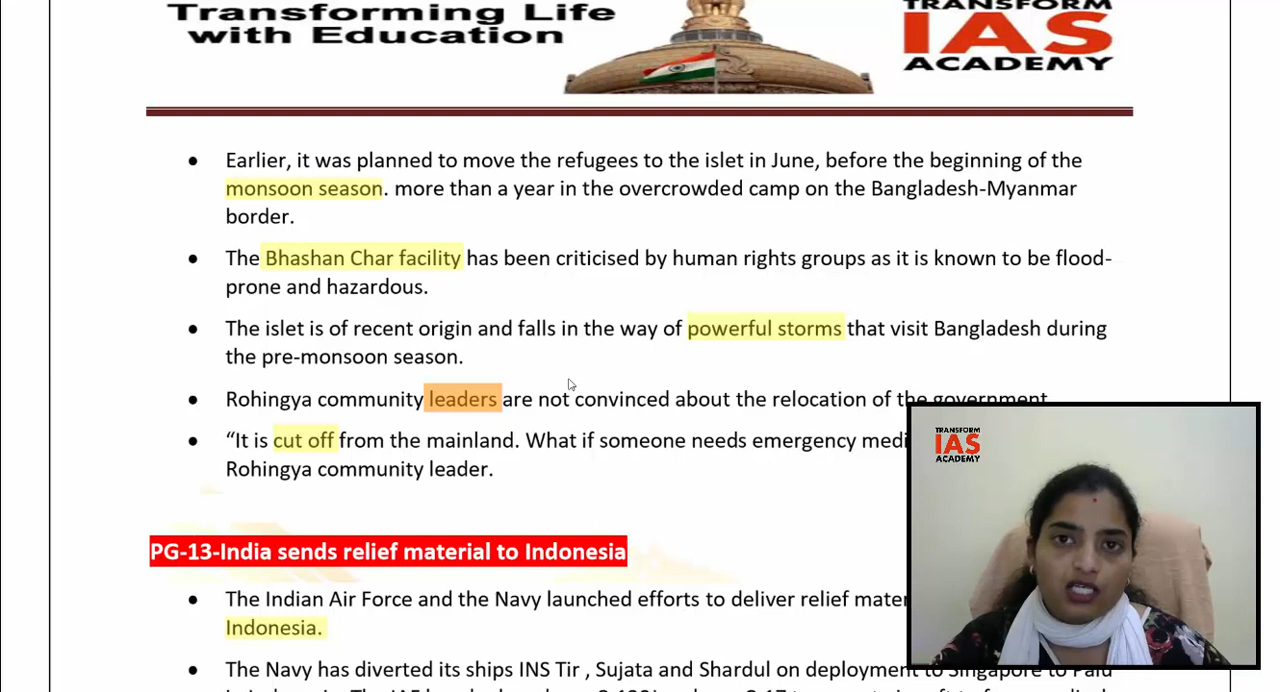 Transforming Life
with Education
TRANSFORM
IAS
ACADEMY
Earlier, it was planned to move the refugees to the islet in June, before the beginning of the
monsoon season. more than a year in the overcrowded camp on the Bangladesh-Myanmar
border.
The Bhashan Char facility has been criticised by human rights groups as it is known to be flood-
prone and hazardous.
The islet is of recent origin and falls in the way of powerful storms that visit Bangladesh during
the pre-monsoon season.
Rohingya community leaders are not convinced about the relocation of the government
“It is cut off from the mainland. What if someone needs emergency medi
Rohingya community leader.
TRANSFORM
IAS
ACADEMY
PG-13-India sends relief material to Indonesia
The Indian Air Force and the Navy launched efforts to deliver relief mater
Indonesia.
The Navy has diverted its ships INS Tir , Sujata and Shardul on deployment to Singapore to Palu